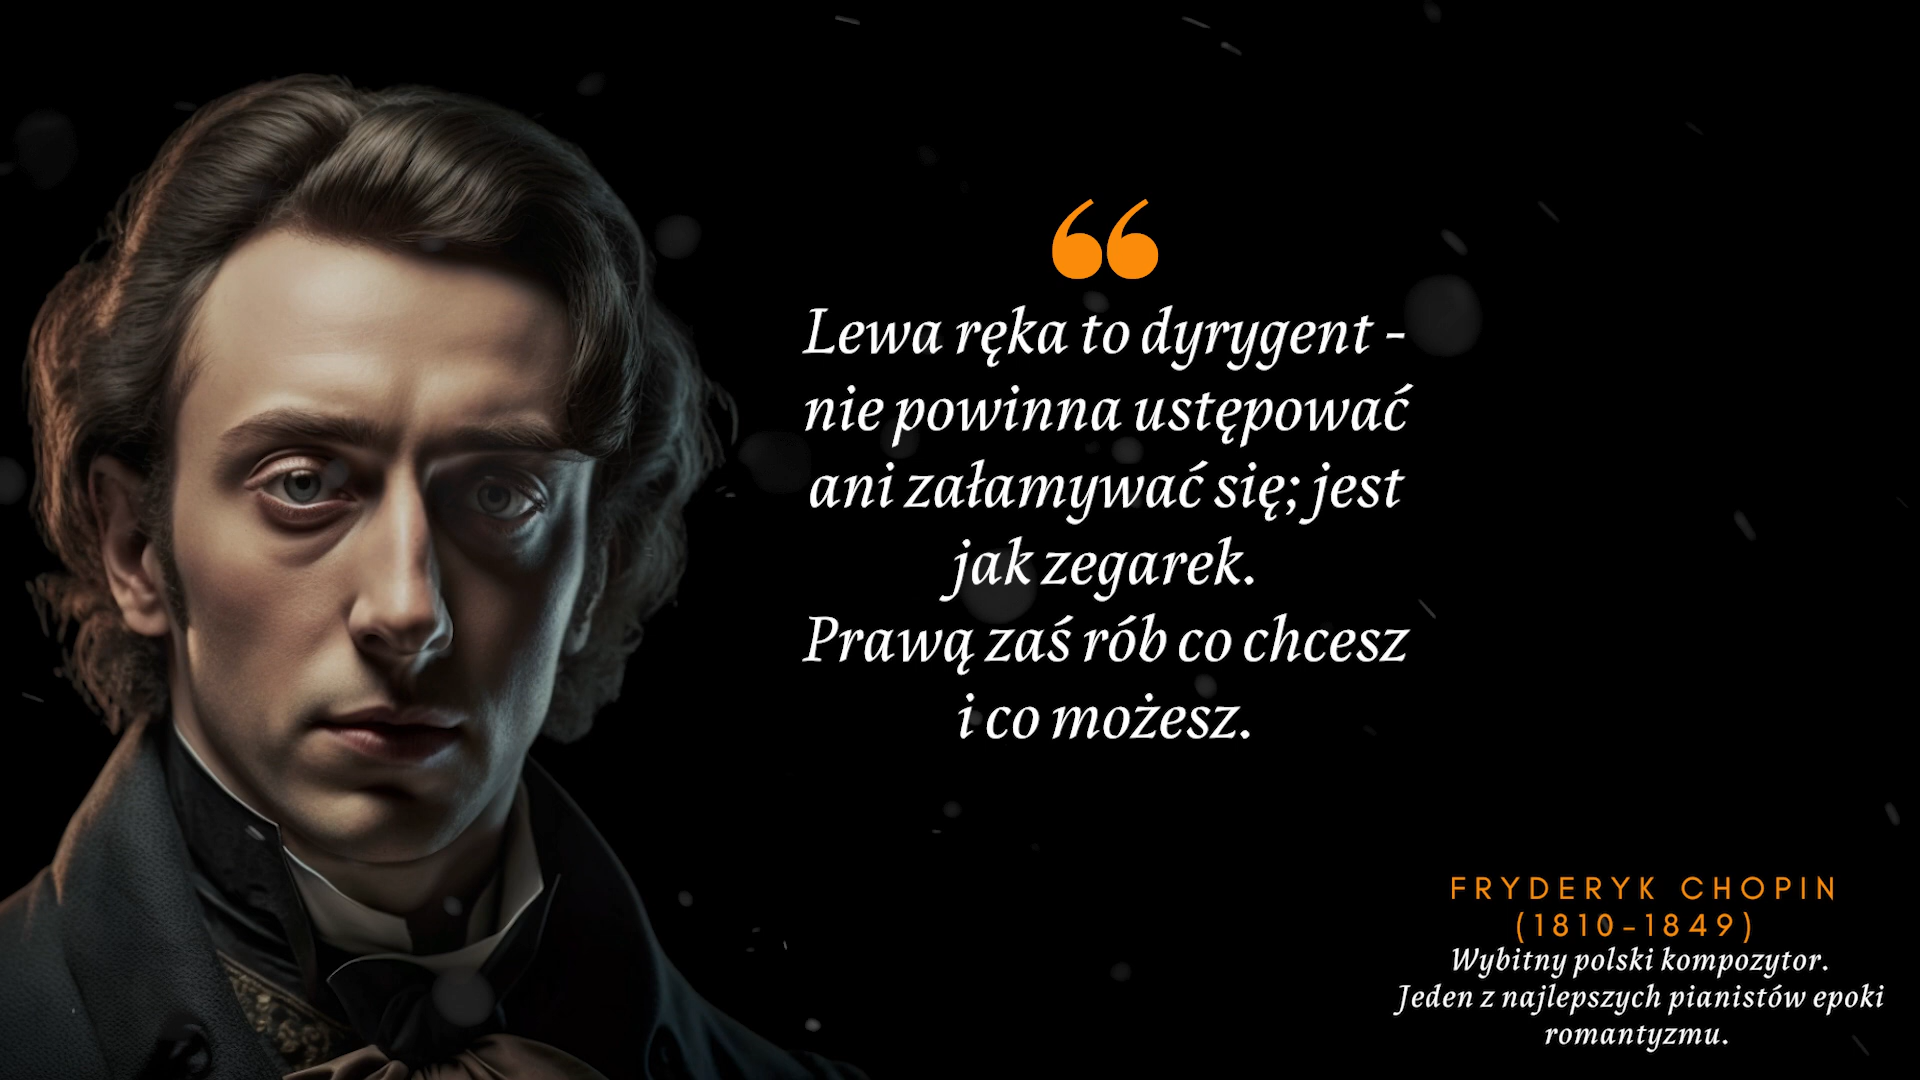 “
Lewa ręka to dyrygent -
nie powinna ustępować
ani załamywać się; jest
jak zegarek.
Prawą zaś rób co chcesz
i co możesz.
FRYDERYK CHOPIN
(1810-1849)
Wybitny polski kompozytor.
Jeden z najlepszych pianistów epoki
romantyzmu.